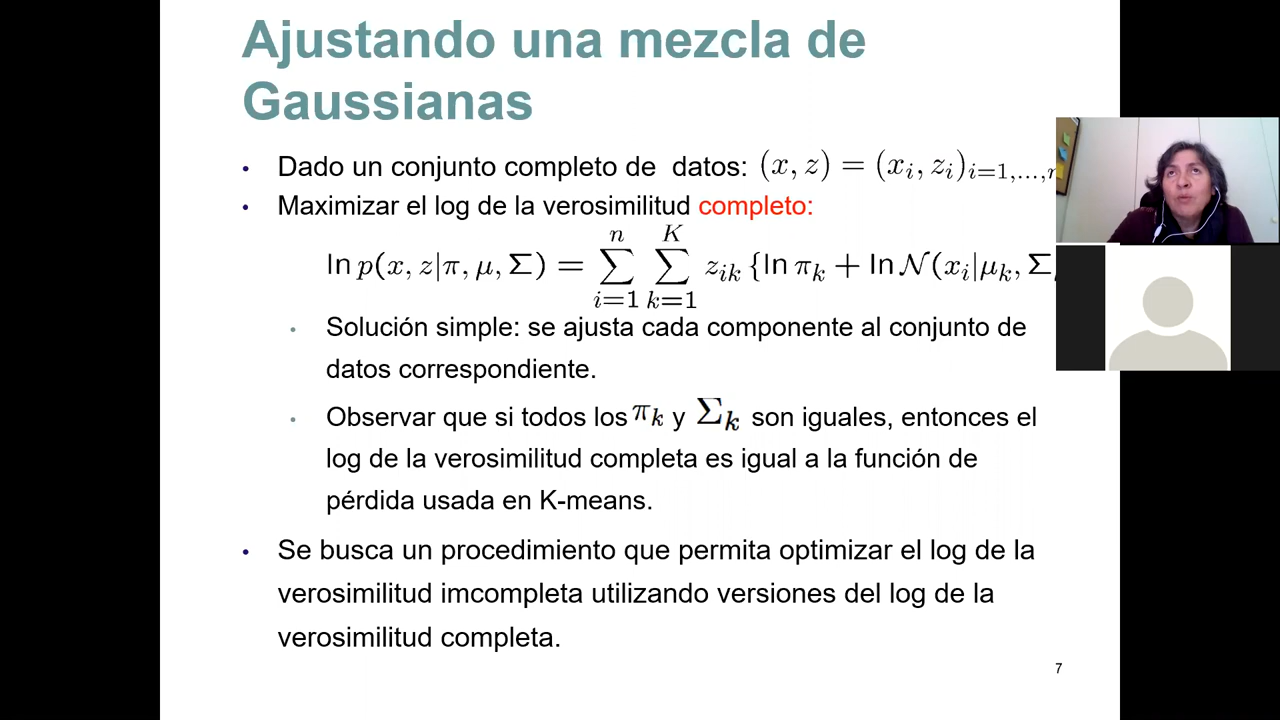 Ajustando una mezcla de
Gaussianas
• Dado un conjunto completo de datos: (x, z) = (x_i, z_i)_{i=1,...,
• Maximizar el log de la verosimilitud completo:
ln p(x, z|π, μ, Σ) = ∑_{i=1}^{n} ∑_{k=1}^{K} z_{ik} {ln π_k + ln 𝒩(x_i|μ_k, Σ
• Solución simple: se ajusta cada componente al conjunto de
datos correspondiente.
• Observar que si todos los π_k y Σ_k son iguales, entonces el
log de la verosimilitud completa es igual a la función de
pérdida usada en K-means.
• Se busca un procedimiento que permita optimizar el log de la
verosimilitud imcompleta utilizando versiones del log de la
verosimilitud completa.
7